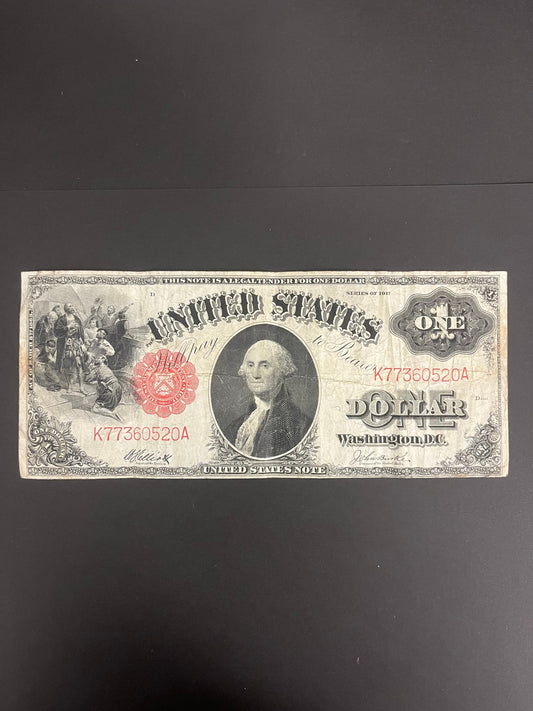 THIS NOTE IS A LEGAL TENDER FOR ONE DOLLAR
D
SERIES OF 1917
UNITED STATES
ONE
Will Pay to Bearer
K77360520A
K77360520A
ONE
DOLLAR
D
Washington, D.C.
UNITED STATES NOTE